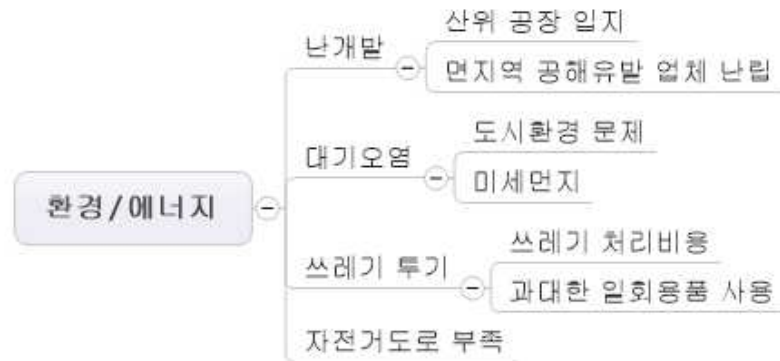 환경/에너지
난개발
산위 공장 입지
면지역 공해유발 업체 난립
대기오염
도시환경 문제
미세먼지
쓰레기 투기
쓰레기 처리비용
과대한 일회용품 사용
자전거도로 부족